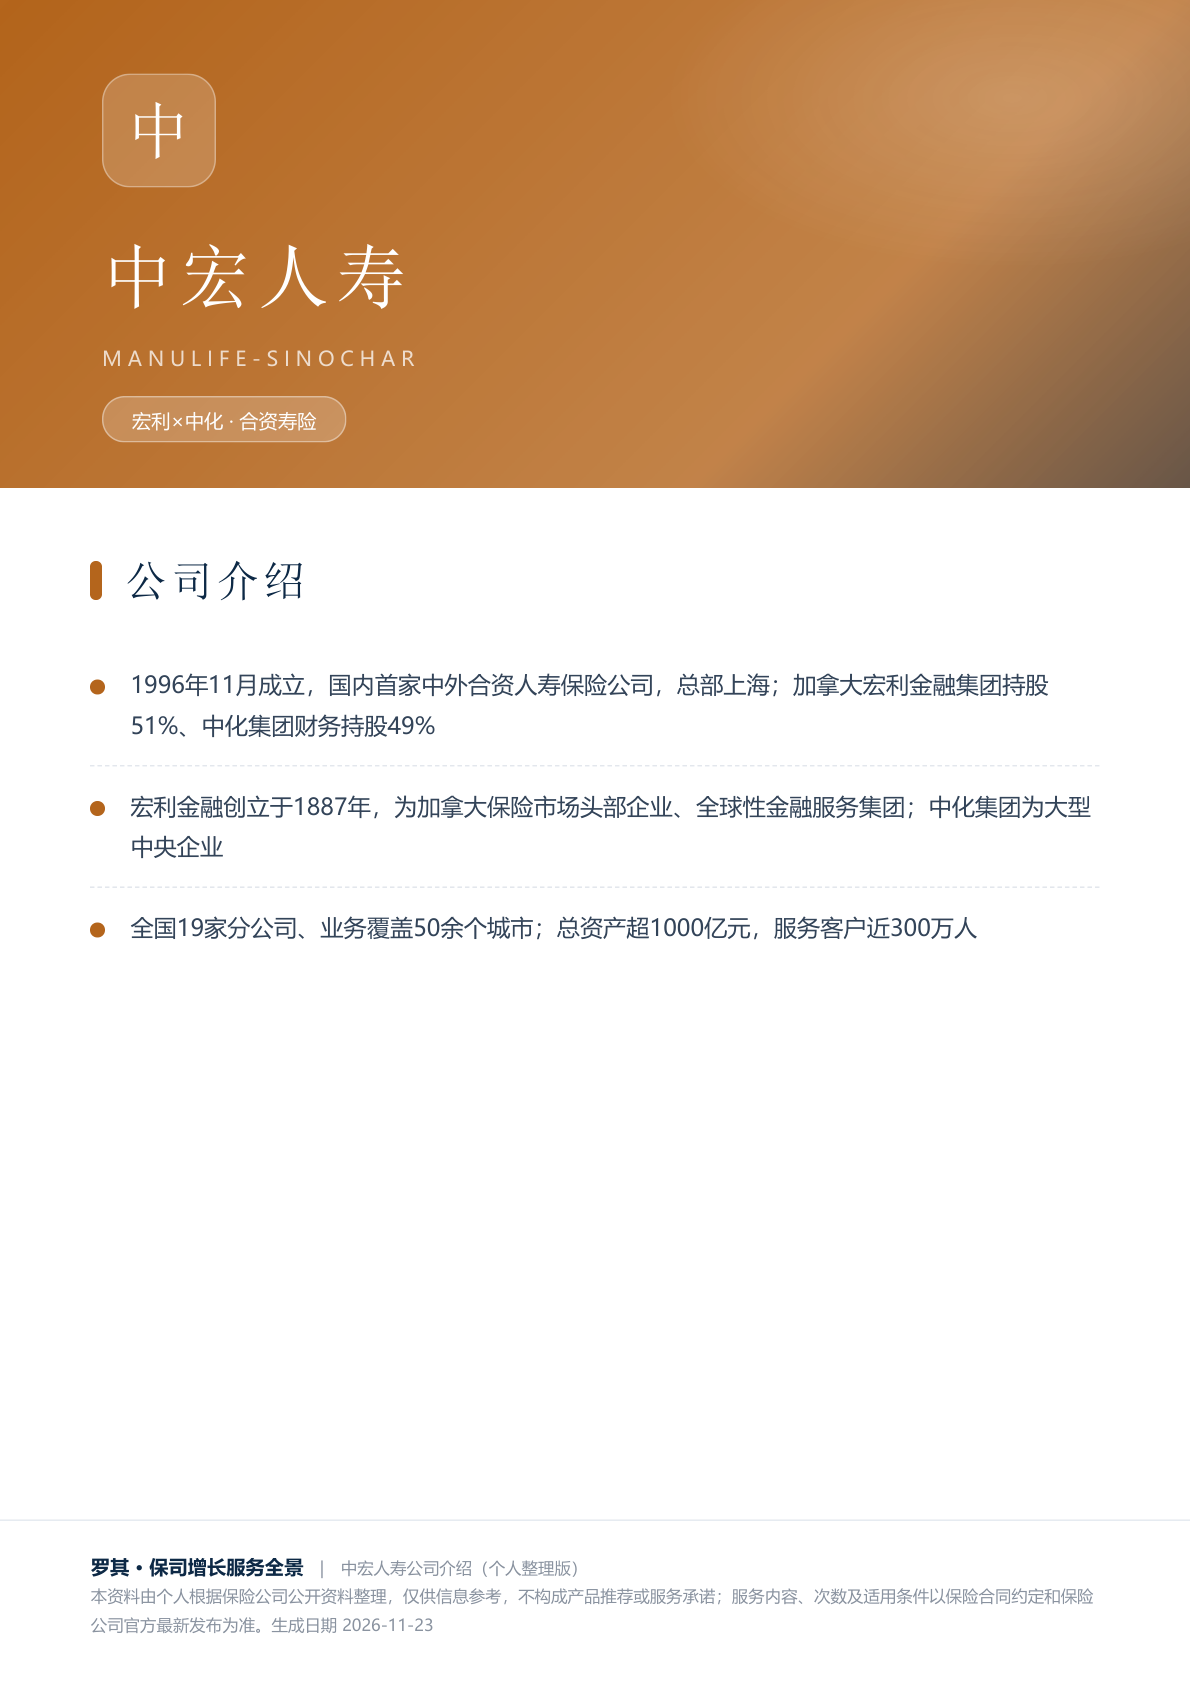 中
中宏人寿
MANULIFE-SINOCHAR
宏利×中化 · 合资寿险
公司介绍
1996年11月成立，国内首家中外合资人寿保险公司，总部上海；加拿大宏利金融集团持股
51%、中化集团财务持股49%
宏利金融创立于1887年，为加拿大保险市场头部企业、全球性金融服务集团；中化集团为大型
中央企业
全国19家分公司、业务覆盖50余个城市；总资产超1000亿元，服务客户近300万人
罗其·保司增长服务全景 | 中宏人寿公司介绍（个人整理版）
本资料由个人根据保险公司公开资料整理，仅供信息参考，不构成产品推荐或服务承诺；服务内容、次数及适用条件以保险合同约定和保险
公司官方最新发布为准。生成日期 2026-11-23